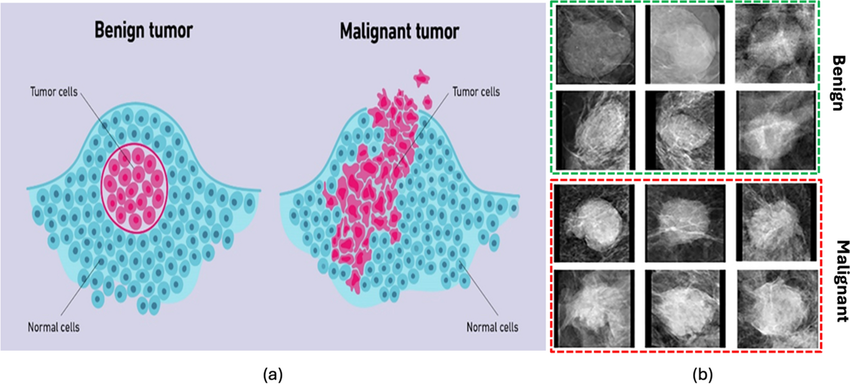 Benign tumor
Tumor cells
Normal cells
Malignant tumor
Tumor cells
Normal cells
(a)
Benign
Malignant
(b)